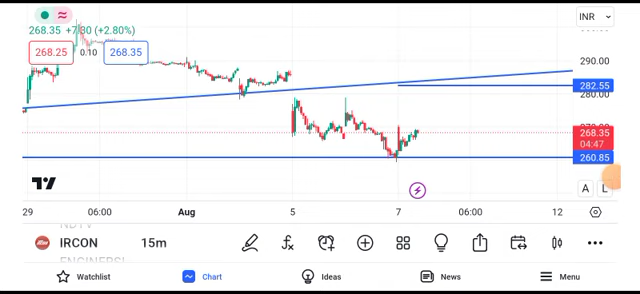 268.35 +7.30 (+2.80%)
INR
268.25 0.10 268.35
290.00
282.55
280.00
268.35
04:47
260.85
A L
29 06:00 Aug 5 7 06:00 12
IRCON 15m
Watchlist Chart Ideas News Menu